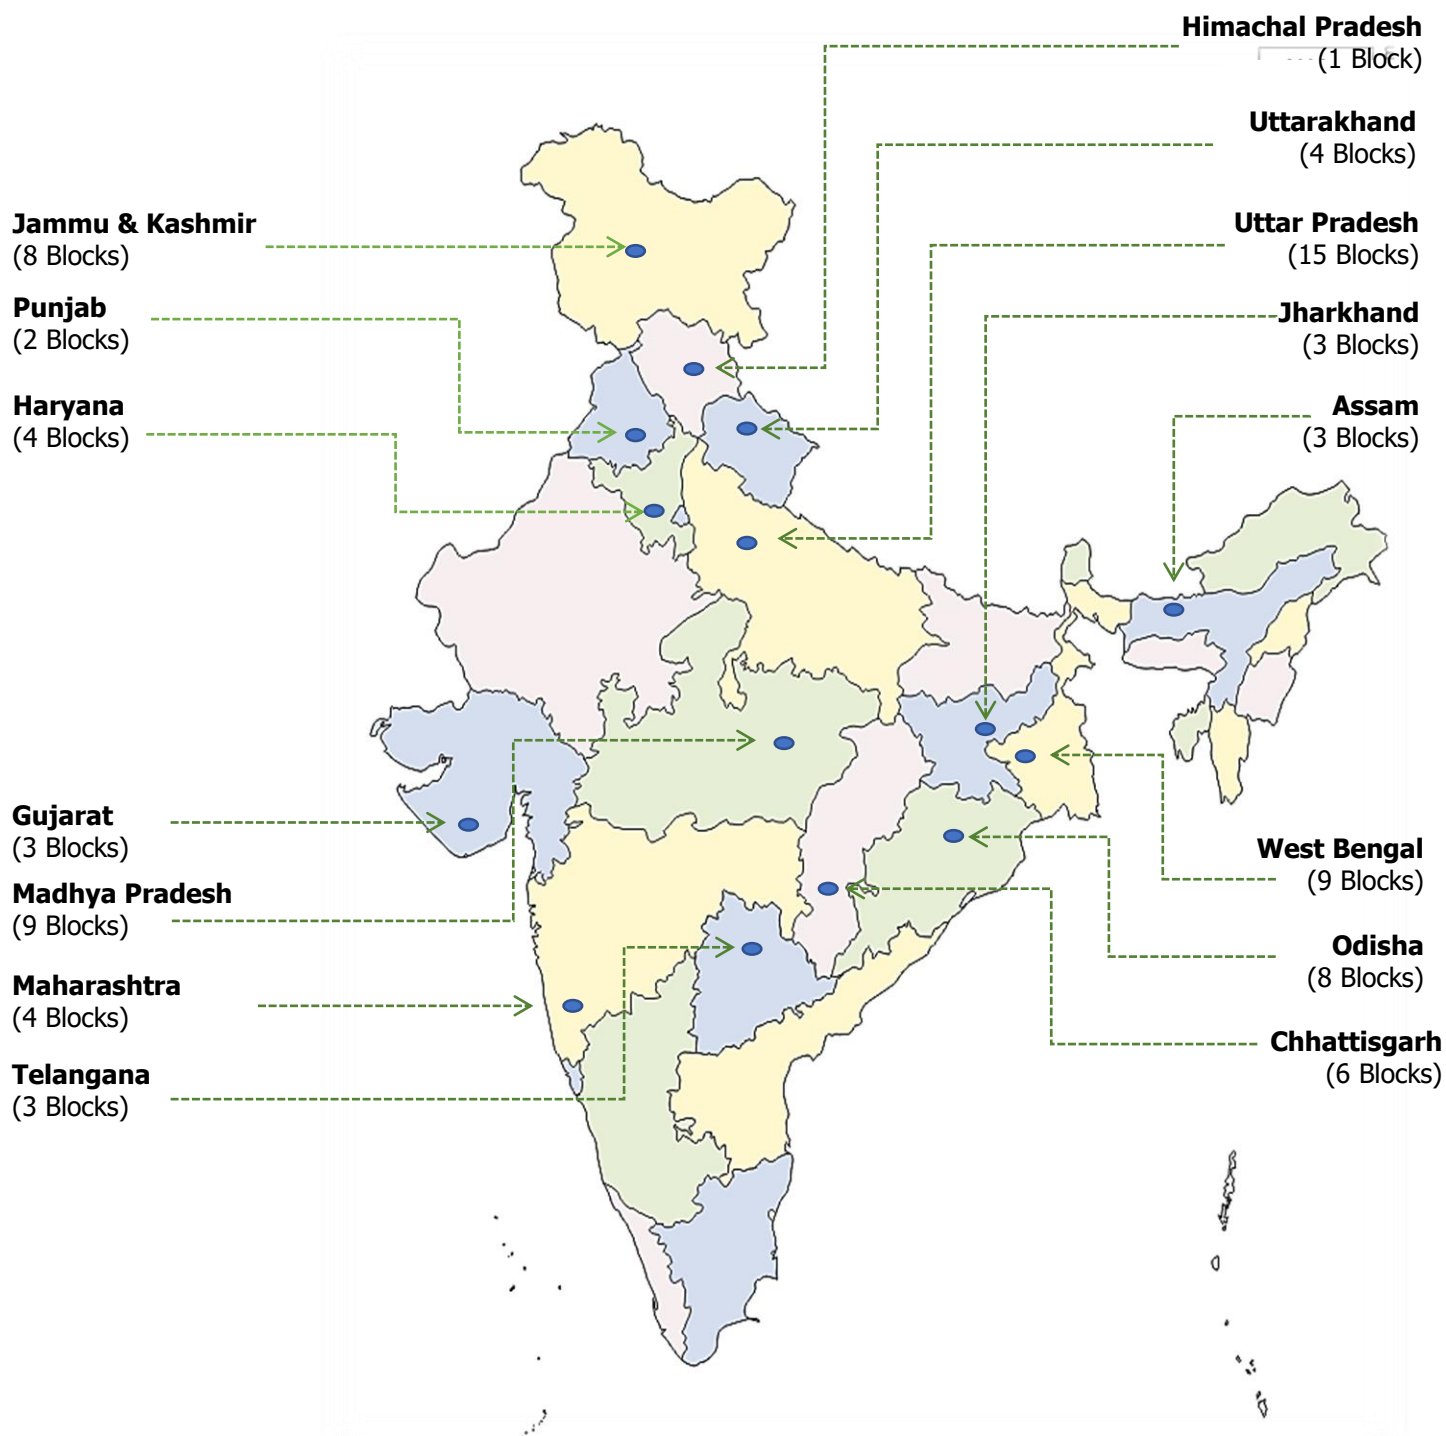 Himachal Pradesh
(1 Block)
Uttarakhand
(4 Blocks)
Uttar Pradesh
(15 Blocks)
Jharkhand
(3 Blocks)
Assam
(3 Blocks)
Jammu & Kashmir
(8 Blocks)
Punjab
(2 Blocks)
Haryana
(4 Blocks)
Gujarat
(3 Blocks)
Madhya Pradesh
(9 Blocks)
Maharashtra
(4 Blocks)
Telangana
(3 Blocks)
West Bengal
(9 Blocks)
Odisha
(8 Blocks)
Chhattisgarh
(6 Blocks)